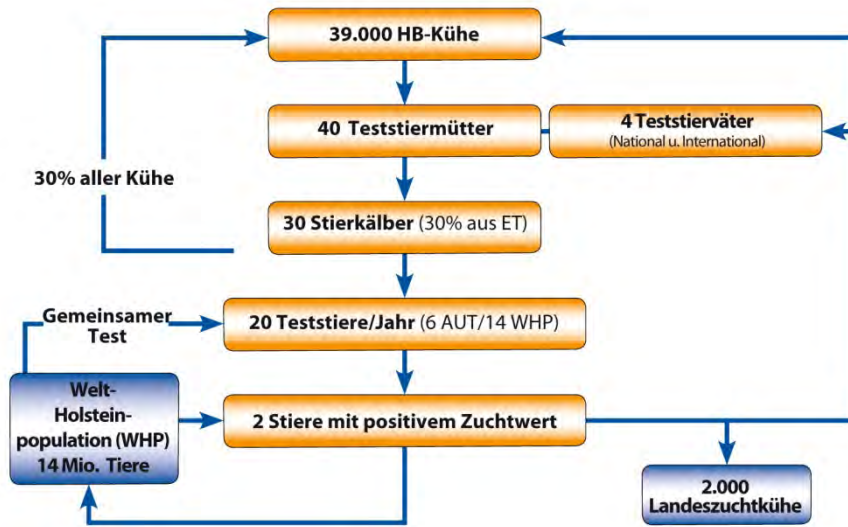 39.000 HB-Kühe
40 Teststiermütter
4 Teststierväter
(National u. International)
30% aller Kühe
30 Stierkälber (30% aus ET)
Gemeinsamer
Test
20 Teststiere/Jahr (6 AUT/14 WHP)
Welt-
Holstein-
population (WHP)
14 Mio. Tiere
2 Stiere mit positivem Zuchtwert
2.000
Landeszuchtkühe